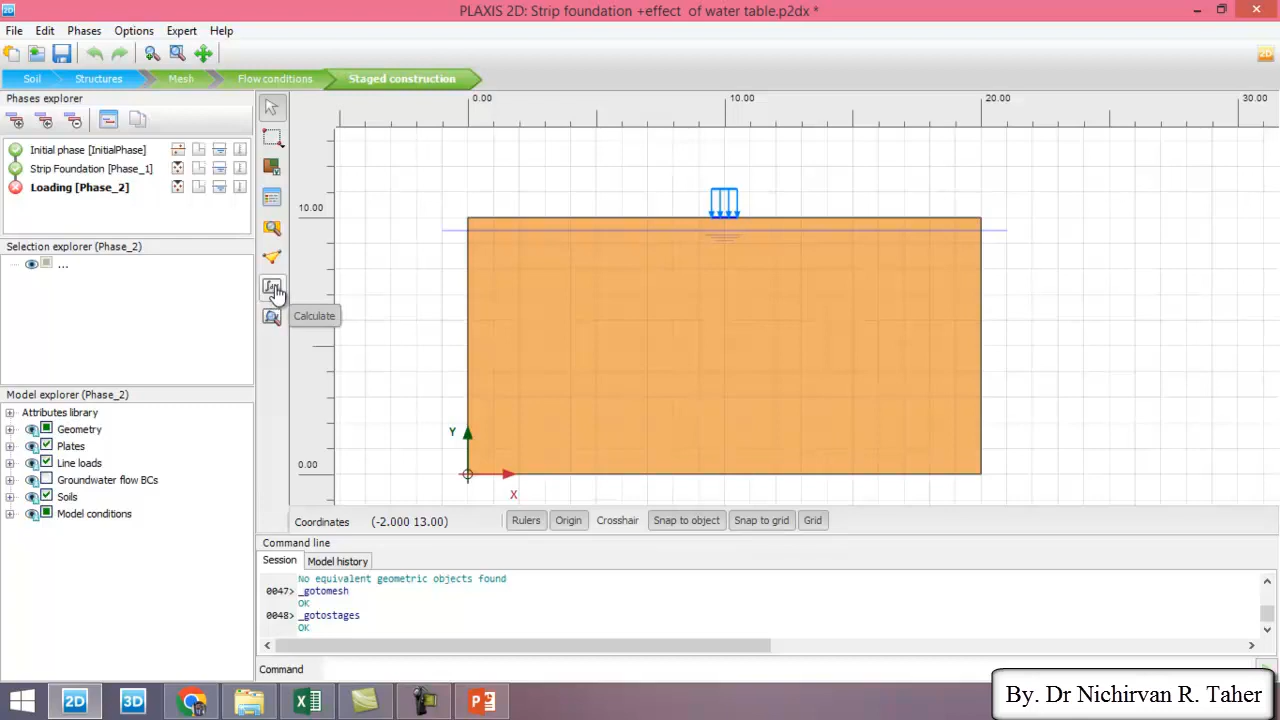 PLAXIS 2D: Strip foundation +effect of water table.p2dx *
File Edit Phases Options Expert Help
Soil Structures Mesh Flow conditions Staged construction
Phases explorer
Initial phase [InitialPhase]
Strip Foundation [Phase_1]
Loading [Phase_2]
Selection explorer (Phase_2)
...
Calculate
Model explorer (Phase_2)
Attributes library
Geometry
Plates
Line loads
Groundwater flow BCs
Soils
Model conditions
0.00 10.00 20.00 30.00
10.00
0.00
Y
X
Coordinates (-2.000 13.00) Rulers Origin Crosshair Snap to object Snap to grid Grid
Command line
Session Model history
No equivalent geometric objects found
0047> _gotomesh
OK
0048> _gotostages
OK
Command
2D 3D
By. Dr Nichirvan R. Taher